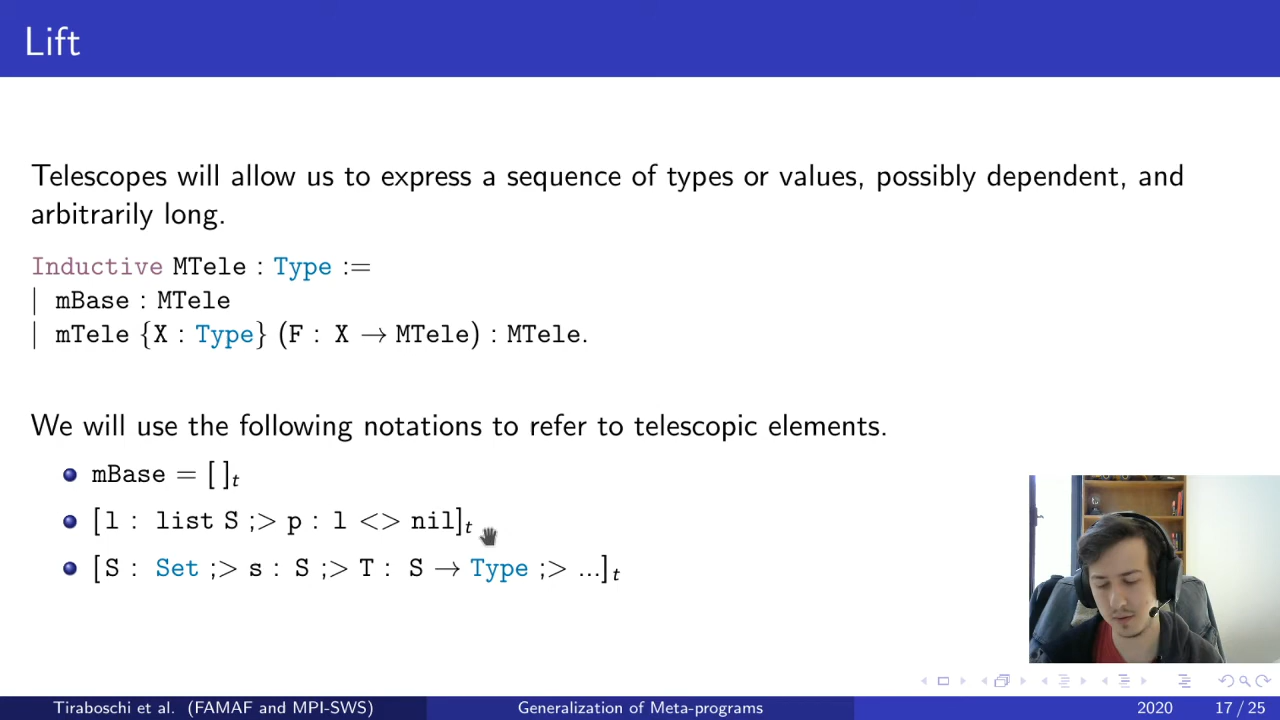 Lift
Telescopes will allow us to express a sequence of types or values, possibly dependent, and
arbitrarily long.
Inductive MTele : Type :=
| mBase : MTele
| mTele {X : Type} (F : X → MTele) : MTele.
We will use the following notations to refer to telescopic elements.
mBase = [ ]t
[l : list S ;> p : l <> nil]t
[S : Set ;> s : S ;> T : S → Type ;> ...]t
Tiraboschi et al. (FAMAF and MPI-SWS) Generalization of Meta-programs 2020 17 / 25